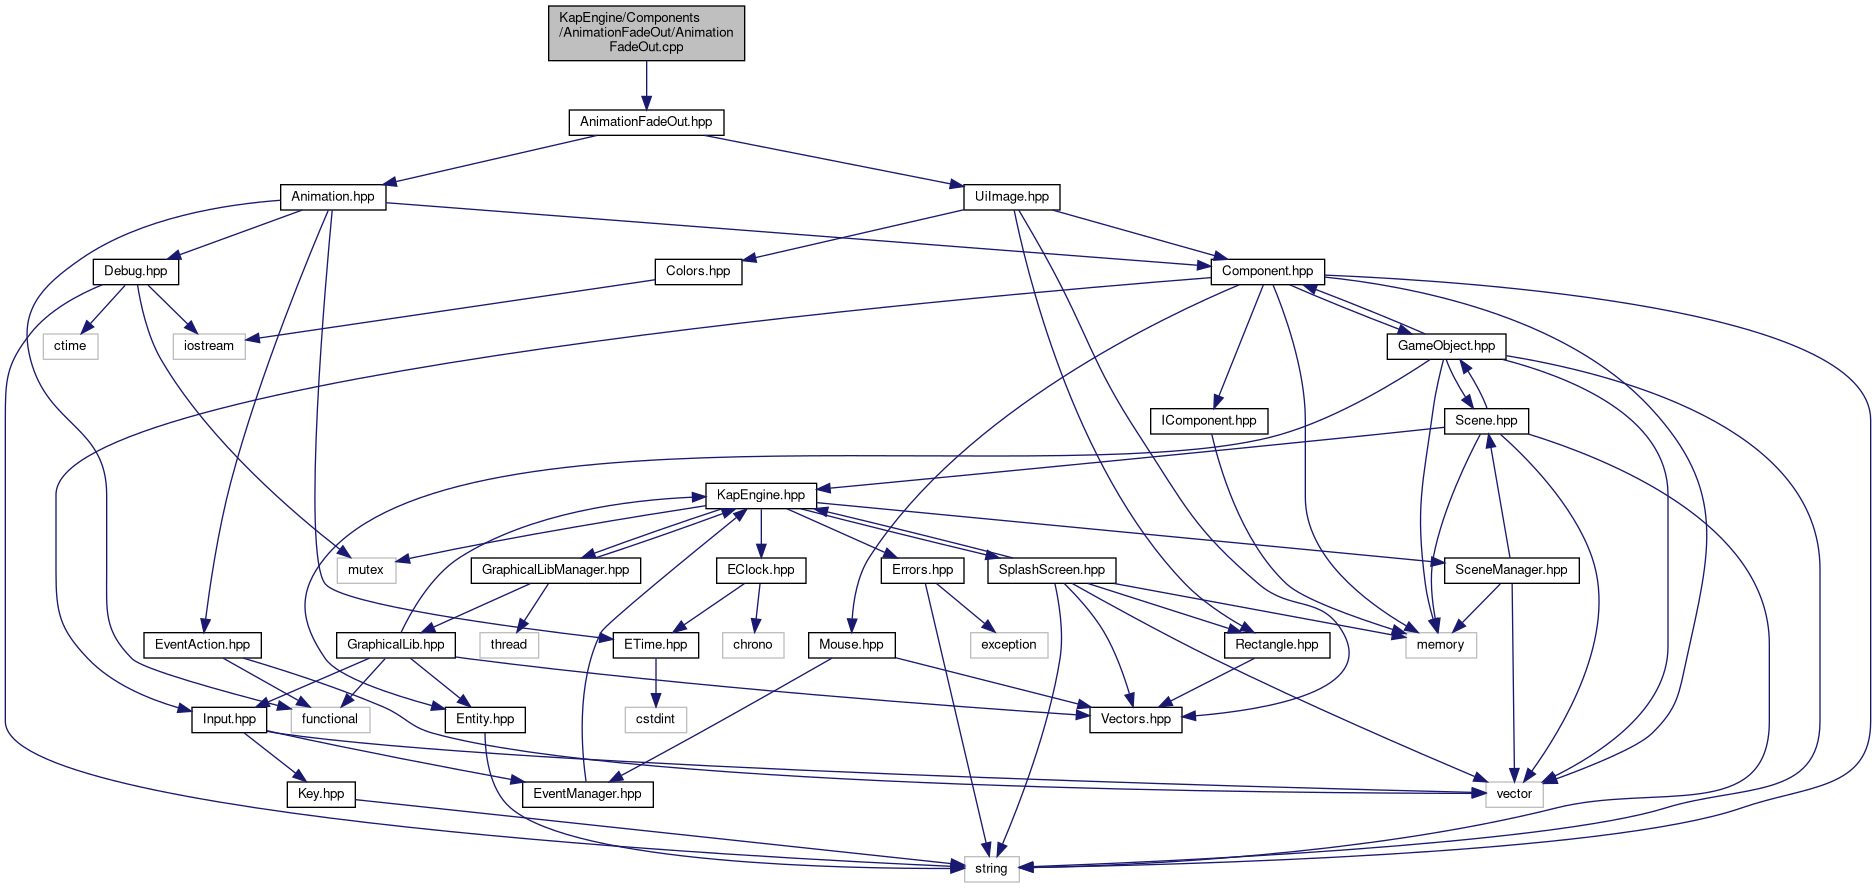 KapEngine/Components
/AnimationFadeOut/Animation
FadeOut.cpp
AnimationFadeOut.hpp
Animation.hpp
UiImage.hpp
Debug.hpp
Colors.hpp
Component.hpp
ctime
iostream
GameObject.hpp
IComponent.hpp
Scene.hpp
KapEngine.hpp
mutex
GraphicalLibManager.hpp
EClock.hpp
Errors.hpp
SplashScreen.hpp
SceneManager.hpp
EventAction.hpp
GraphicalLib.hpp
thread
ETime.hpp
chrono
Mouse.hpp
exception
Rectangle.hpp
memory
Input.hpp
functional
Entity.hpp
cstdint
Vectors.hpp
Key.hpp
EventManager.hpp
vector
string